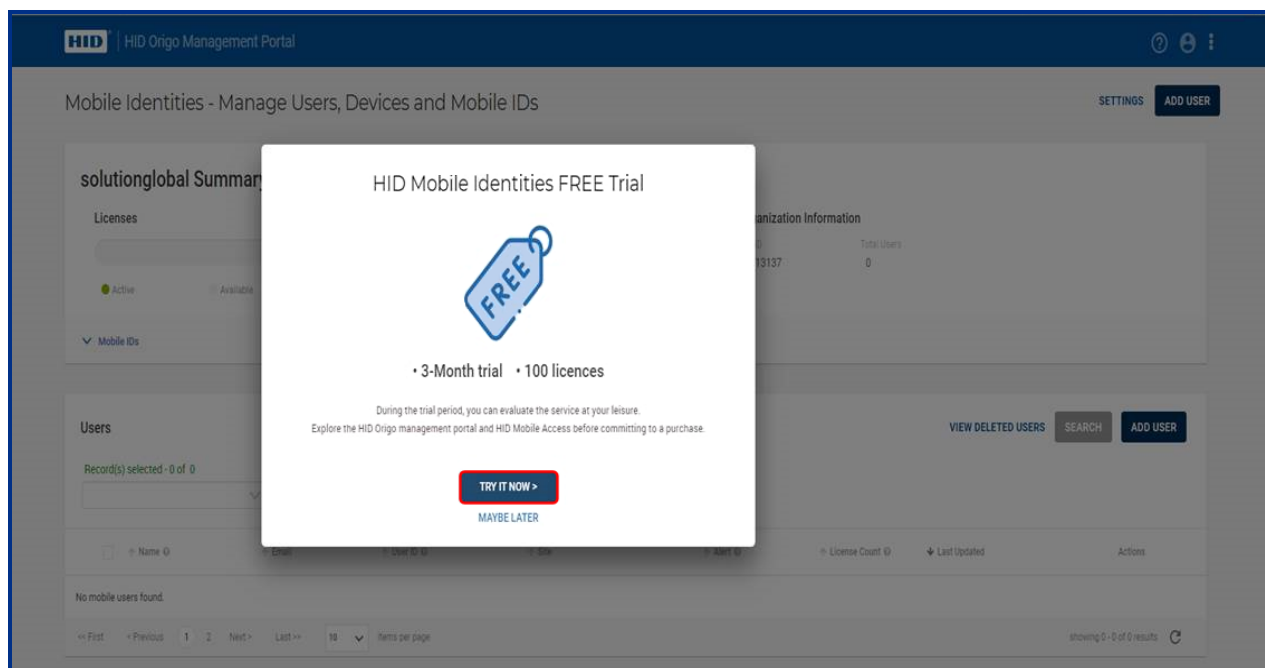 HID | HID Origo Management Portal
Mobile Identities - Manage Users, Devices and Mobile IDs
SETTINGS ADD USER
solutionglobal Summary
Licenses
Active Available
Mobile IDs
HID Mobile Identities FREE Trial
FREE
• 3-Month trial • 100 licences
During the trial period, you can evaluate the service at your leisure.
Explore the HID Origo management portal and HID Mobile Access before committing to a purchase.
TRY IT NOW >
MAYBE LATER
anization Information
D Total Users
13137 0
Users
VIEW DELETED USERS SEARCH ADD USER
Record(s) selected - 0 of 0
Name Email User ID Site Alert License Count Last Updated Actions
No mobile users found.
<< First < Previous 1 2 Next > Last >> 10 items per page showing 0 - 0 of 0 results